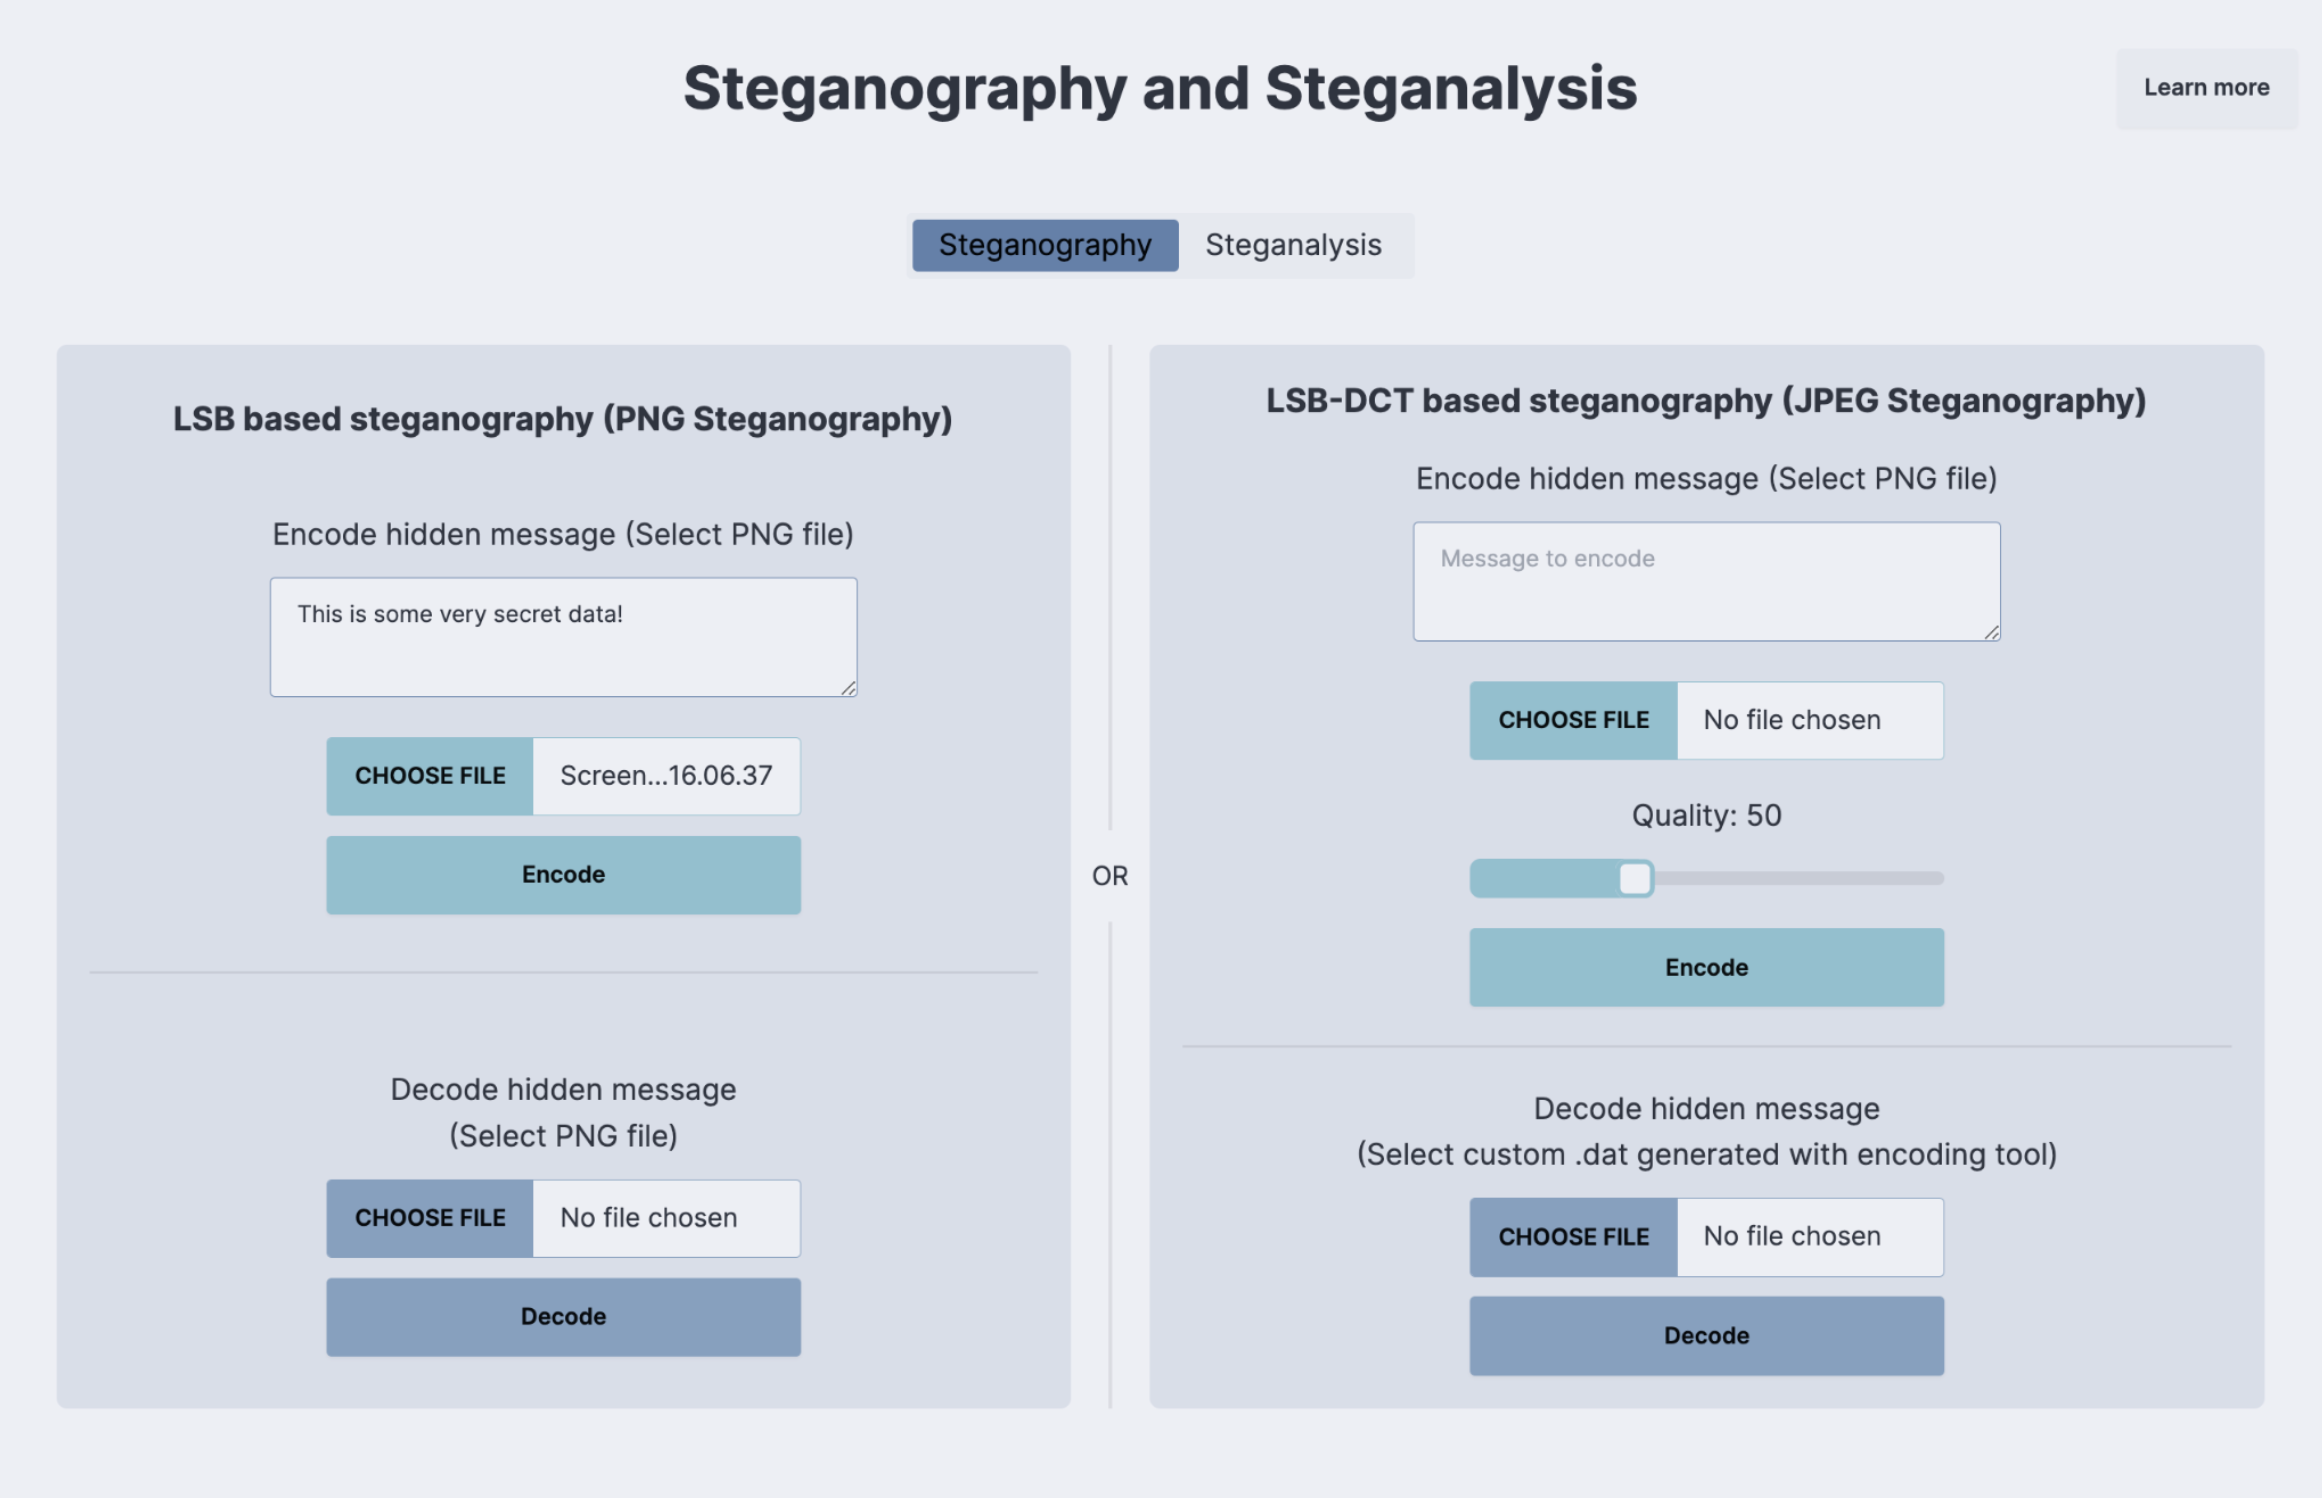 Steganography and Steganalysis
Learn more
Steganography
Steganalysis
LSB based steganography (PNG Steganography)
Encode hidden message (Select PNG file)
This is some very secret data!
CHOOSE FILE
Screen...16.06.37
Encode
Decode hidden message
(Select PNG file)
CHOOSE FILE
No file chosen
Decode
OR
LSB-DCT based steganography (JPEG Steganography)
Encode hidden message (Select PNG file)
Message to encode
CHOOSE FILE
No file chosen
Quality: 50
Encode
Decode hidden message
(Select custom .dat generated with encoding tool)
CHOOSE FILE
No file chosen
Decode